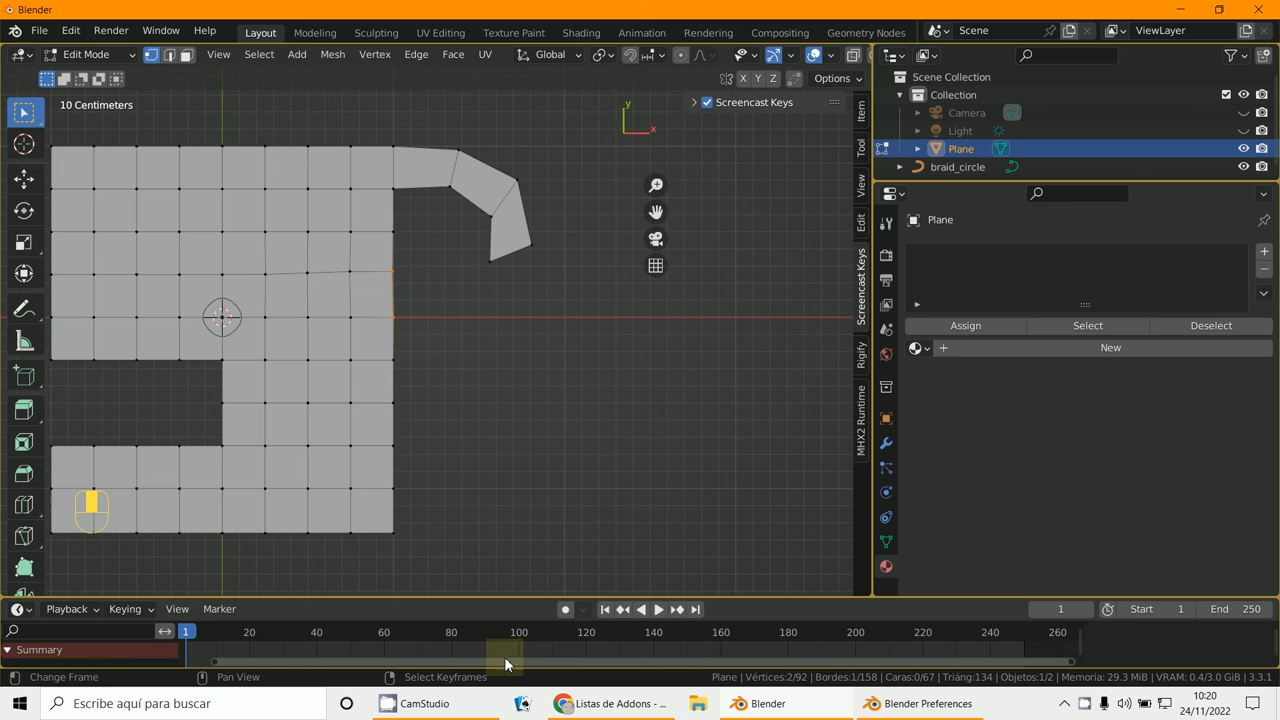 Blender
File Edit Render Window Help
Layout Modeling Sculpting UV Editing Texture Paint Shading Animation Rendering Compositing Geometry Nodes
Scene
ViewLayer
Edit Mode
View Select Add Mesh Vertex Edge Face UV
Global
X Y Z
Options
10 Centimeters
y
x
Screencast Keys
Item
Tool
View
Edit
Screencast Keys
Rigify
MHX2 Runtime
Scene Collection
Collection
Camera
Light
Plane
braid_circle
Plane
Assign Select Deselect
New
Playback Keying View Marker
1
Start 1
End 250
1 20 40 60 80 100 120 140 160 180 200 220 240 260
Summary
Change Frame
Pan View
Select Keyframes
Plane | Vértices:2/92 | Bordes:1/158 | Caras:0/67 | Triáng:134 | Objetos:1/2 | Memoria: 29.3 MiB | VRAM: 0.4/3.0 GiB | 3.3.1
Escribe aquí para buscar
CamStudio
Listas de Addons - ...
Blender
Blender Preferences
10:20
24/11/2022